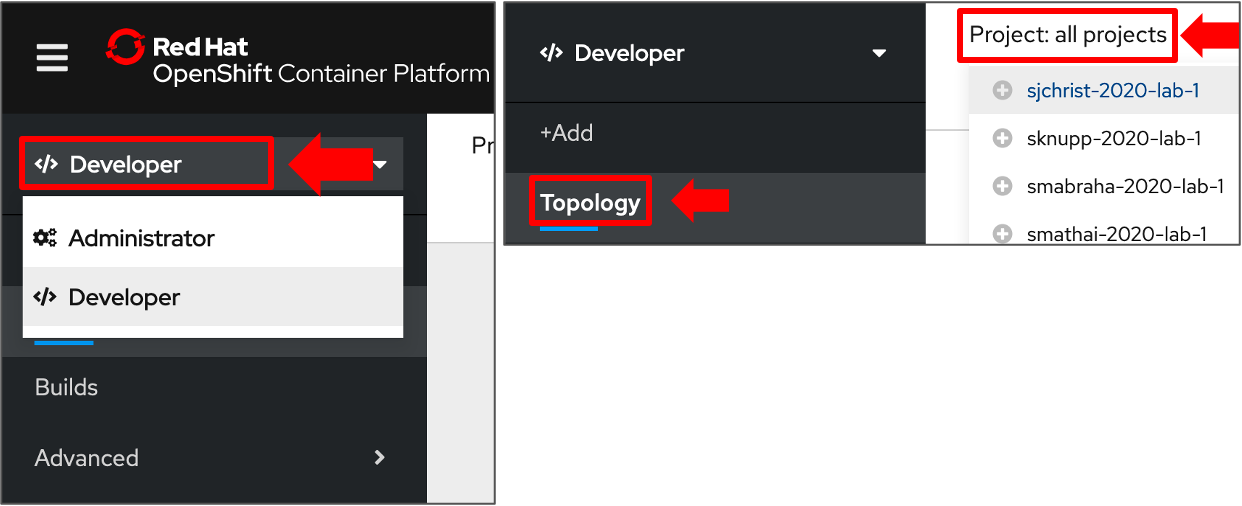 Red Hat
OpenShift Container Platform
</> Developer
Pr
Administrator
</> Developer
Builds
Advanced
</> Developer
+Add
Topology
Project: all projects
sjchrist-2020-lab-1
sknupp-2020-lab-1
smabraha-2020-lab-1
smathai-2020-lab-1